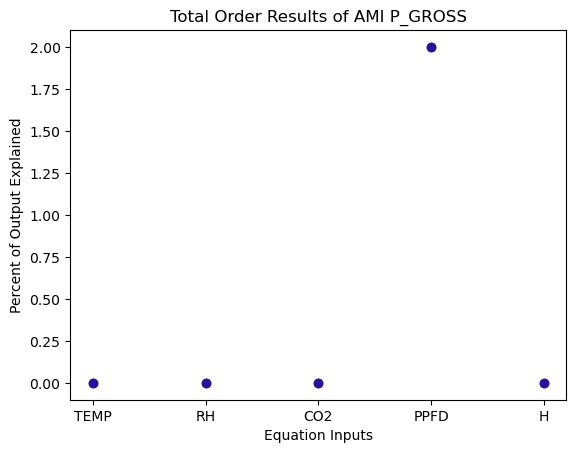 Total Order Results of AMI P_GROSS
Percent of Output Explained
2.00
1.75
1.50
1.25
1.00
0.75
0.50
0.25
0.00
TEMP RH CO2 PPFD H
Equation Inputs